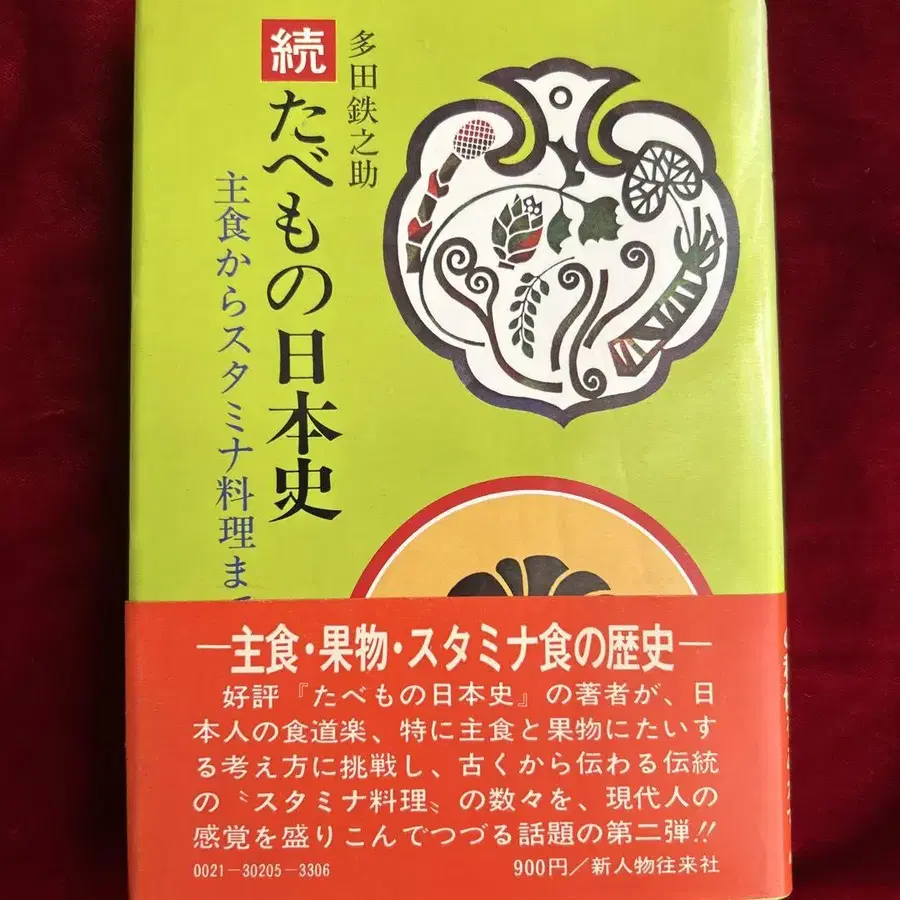 多田鉄之助
続
たべもの日本史
主食からスタミナ料理ま
―主食・果物・スタミナ食の歴史―
好評『たべもの日本史』の著者が、日
本人の食道楽、特に主食と果物にたいす
る考え方に挑戦し、古くから伝わる伝統
の〝スタミナ料理〟の数々を、現代人の
感覚を盛りこんでつづる話題の第二弾!!
0021-30205-3306
900円/新人物往来社